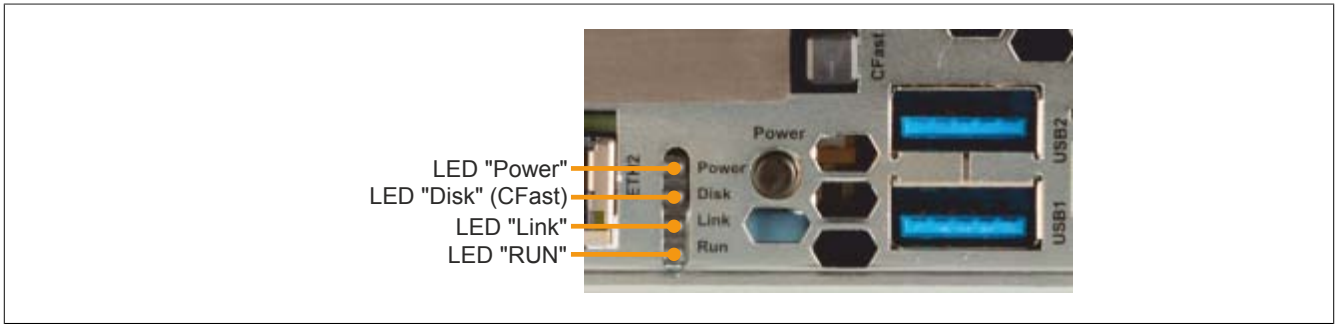 LED "Power"
LED "Disk" (CFast)
LED "Link"
LED "RUN"
CFast
Power
ETH2
Power
Disk
Link
Run
USB2
USB1